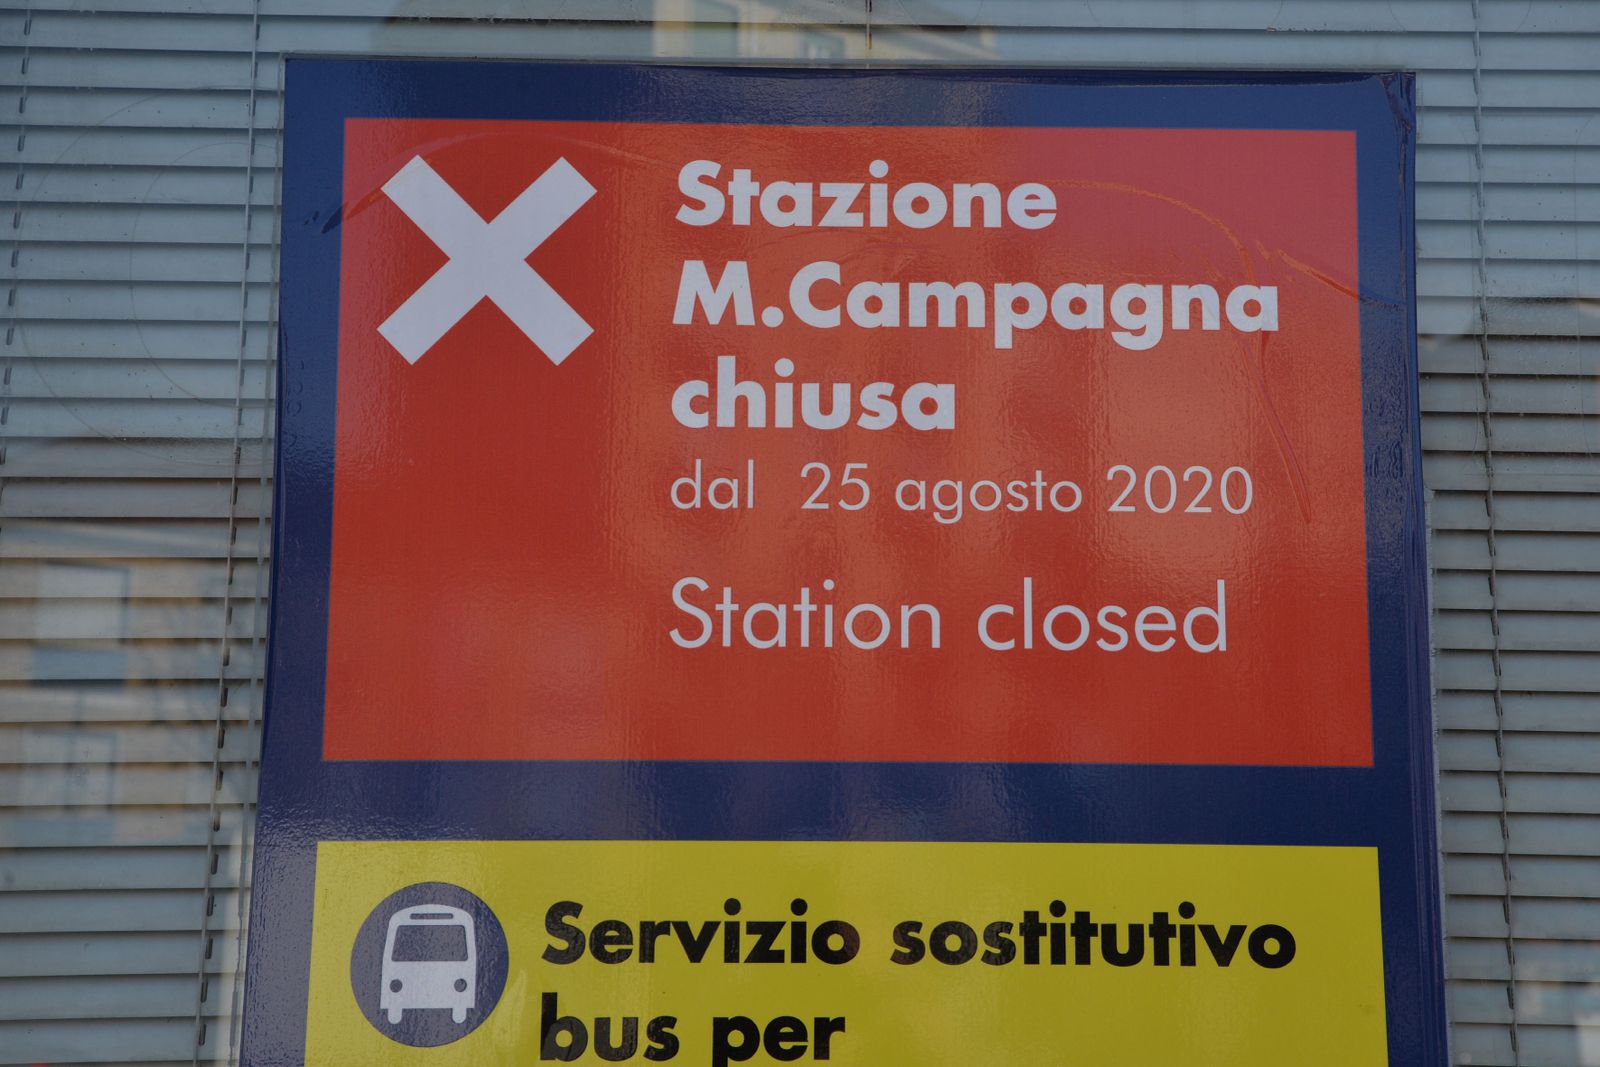 Stazione
M.Campagna
chiusa
dal 25 agosto 2020
Station closed
Servizio sostitutivo
bus per